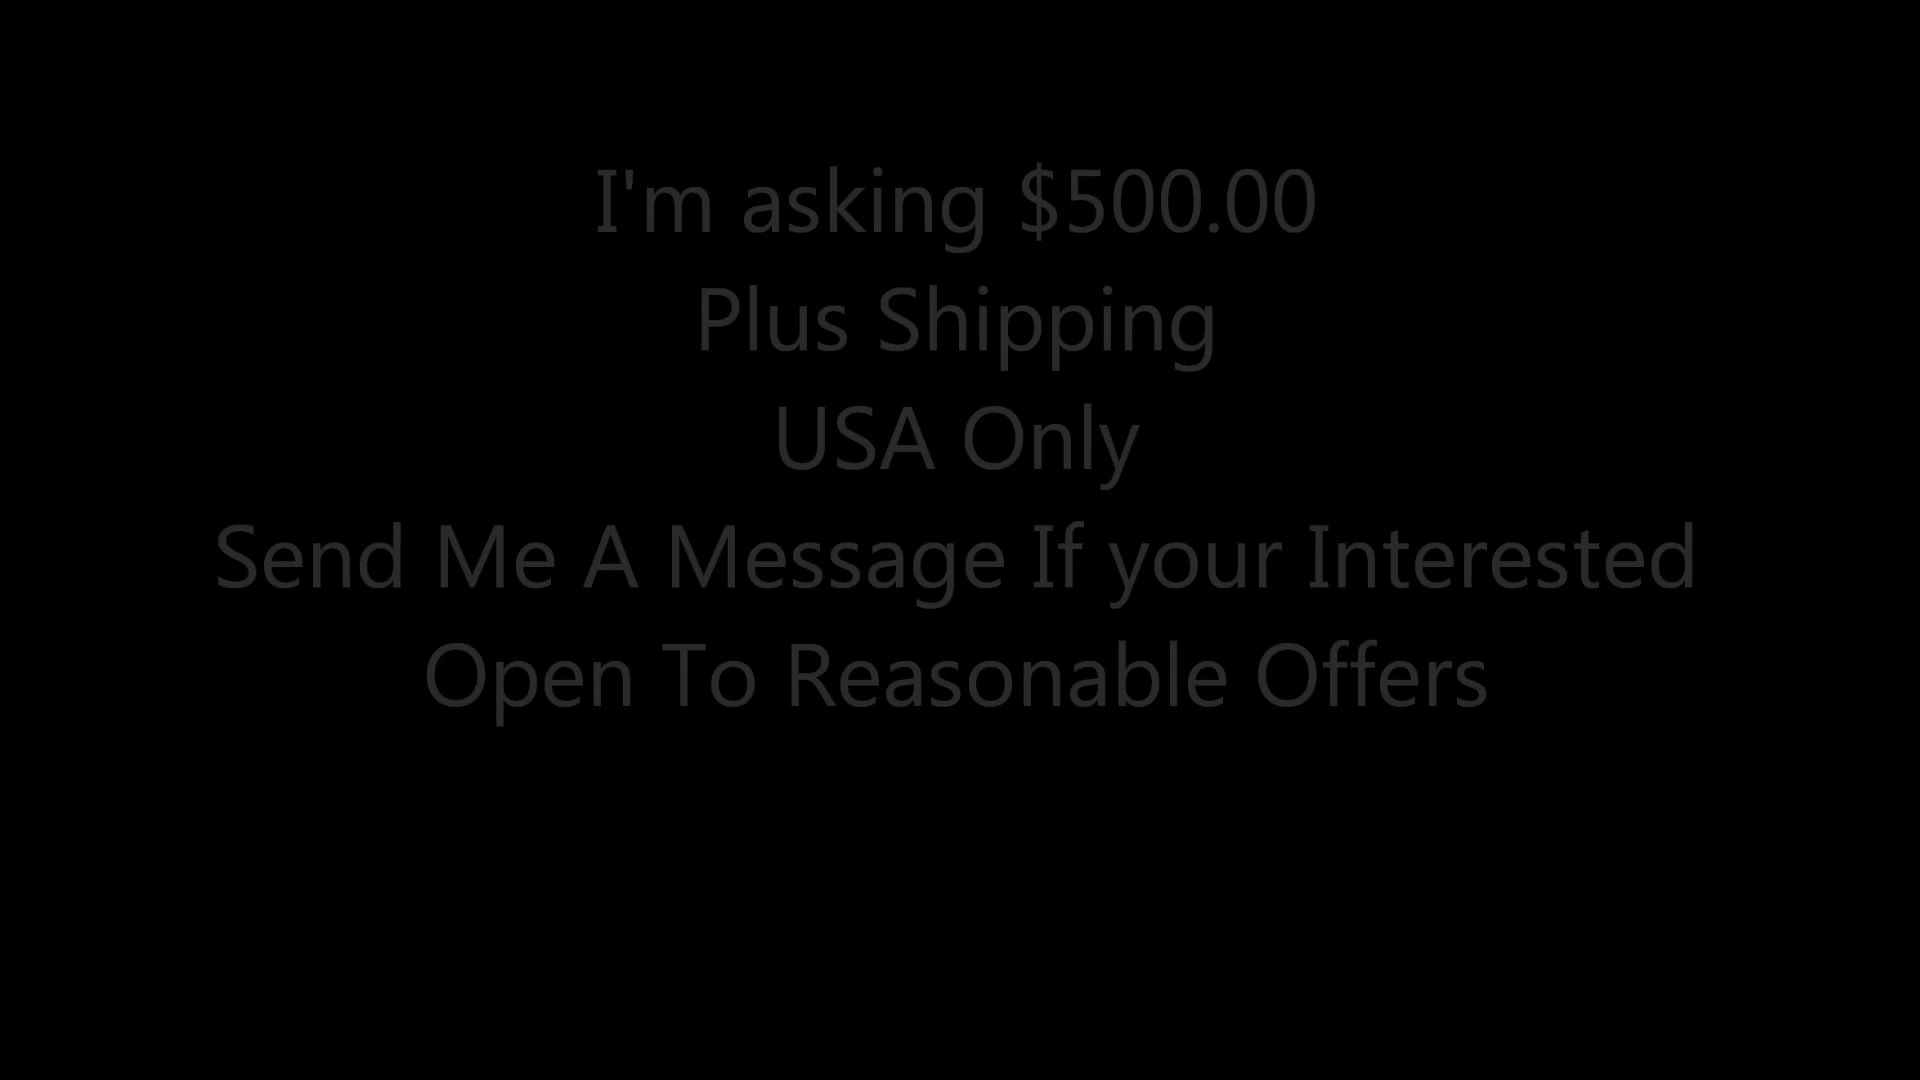 I'm asking $500.00
Plus Shipping
USA Only
Send Me A Message If your Interested
Open To Reasonable Offers